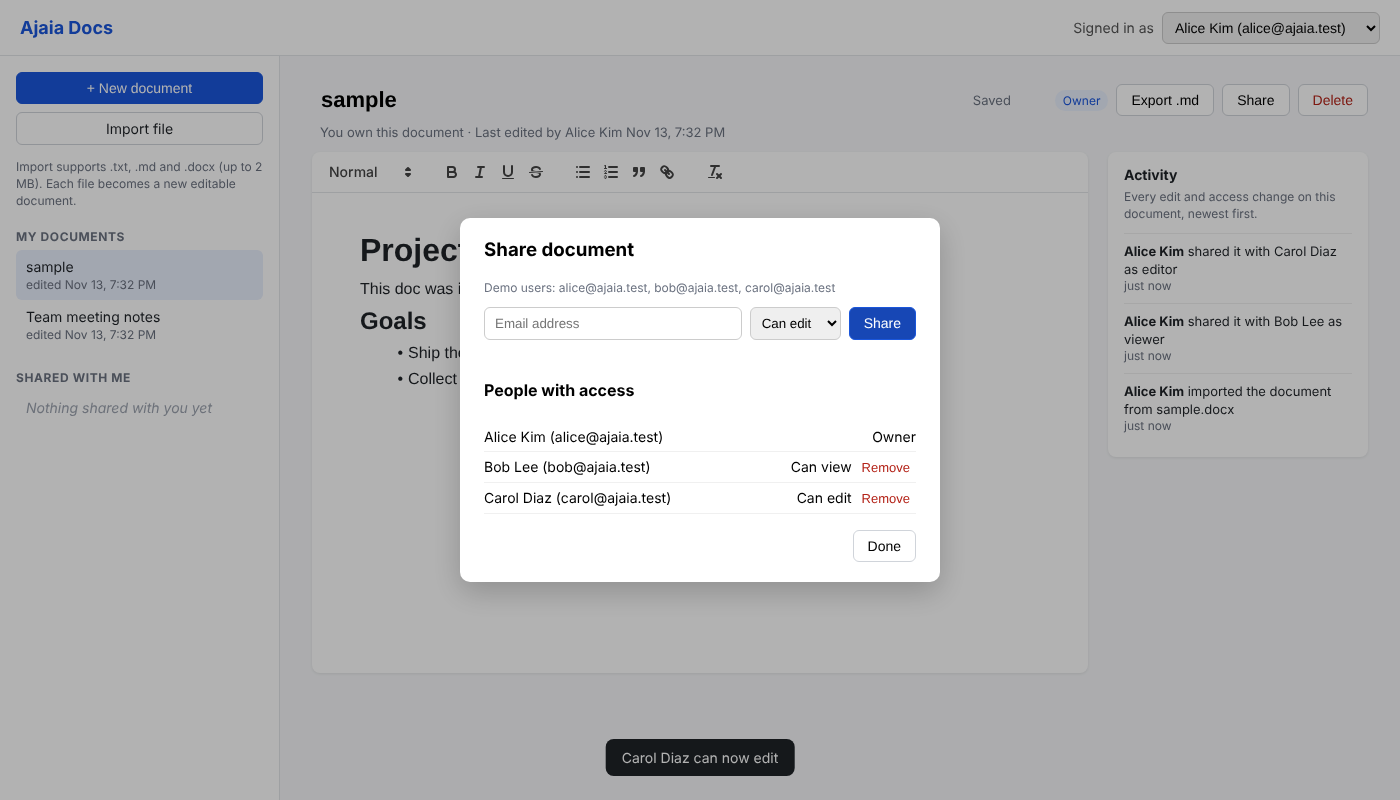 Ajaia Docs
Signed in as
Alice Kim (alice@ajaia.test)
+ New document
Import file
Import supports .txt, .md and .docx (up to 2
MB). Each file becomes a new editable
document.
MY DOCUMENTS
sample
edited Nov 13, 7:32 PM
Team meeting notes
edited Nov 13, 7:32 PM
SHARED WITH ME
Nothing shared with you yet
sample
Saved
Owner
Export .md
Share
Delete
You own this document · Last edited by Alice Kim Nov 13, 7:32 PM
Normal
Project
This doc was i
Goals
• Ship the
• Collect
Share document
Demo users: alice@ajaia.test, bob@ajaia.test, carol@ajaia.test
Email address
Can edit
Share
People with access
Alice Kim (alice@ajaia.test)
Owner
Bob Lee (bob@ajaia.test)
Can view
Remove
Carol Diaz (carol@ajaia.test)
Can edit
Remove
Done
Activity
Every edit and access change on this
document, newest first.
Alice Kim shared it with Carol Diaz
as editor
just now
Alice Kim shared it with Bob Lee as
viewer
just now
Alice Kim imported the document
from sample.docx
just now
Carol Diaz can now edit